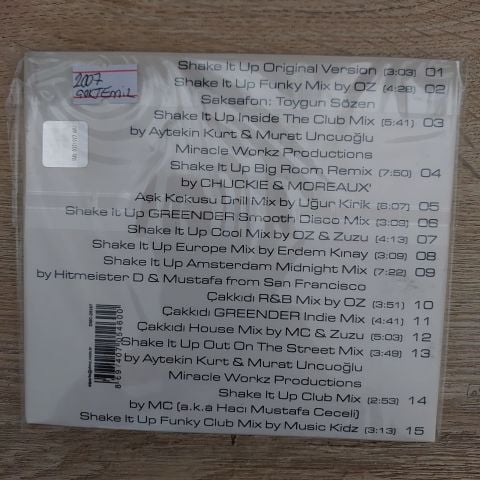 2007
GÖKTEMİZ
Shake It Up Original Version (3:03) 01
Shake It Up Funky Mix by OZ (4:28) 02
Saksafon: Toygun Sözen
Shake It Up Inside The Club Mix (5:41) 03
by Aytekin Kurt & Murat Uncuoğlu
Miracle Workz Productions
Shake It Up Big Room Remix (7:50) 04
by CHUCKIE & MOREAUX'
Aşk Kokusu Drill Mix by Uğur Kirik (5:07) 05
Shake It Up GREENDER Smooth Disco Mix (3:03) 06
Shake It Up Cool Mix by OZ & Zuzu (4:13) 07
Shake It Up Europe Mix by Erdem Kınay (3:09) 08
Shake It Up Amsterdam Midnight Mix (7:22) 09
by Hitmeister D & Mustafa from San Francisco
Çakkıdı R&B Mix by OZ (3:51) 10
Çakkıdı GREENDER Indie Mix (4:41) 11
Çakkıdı House Mix by MC & Zuzu (5:03) 12
Shake It Up Out On The Street Mix (3:49) 13
by Aytekin Kurt & Murat Uncuoğlu
Miracle Workz Productions
Shake It Up Club Mix (2:53) 14
by MC (a.k.a Hacı Mustafa Ceceli)
Shake It Up Funky Club Mix by Music Kidz (3:13) 15
8 697407 054600